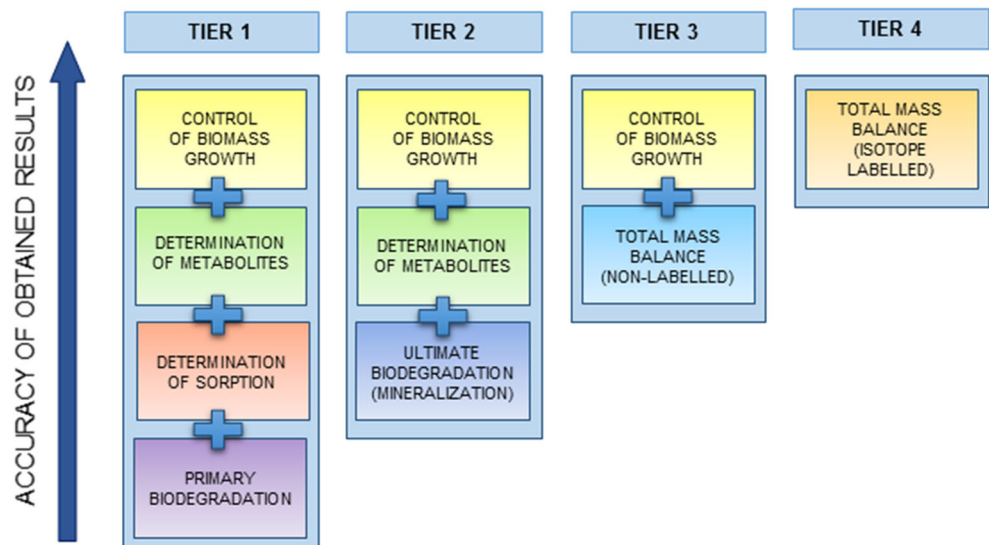 ACCURACY OF OBTAINED RESULTS
TIER 1
CONTROL
OF BIOMASS
GROWTH
DETERMINATION
OF METABOLITES
DETERMINATION
OF SORPTION
PRIMARY
BIODEGRADATION
TIER 2
CONTROL
OF BIOMASS
GROWTH
DETERMINATION
OF METABOLITES
ULTIMATE
BIODEGRADATION
(MINERALIZATION)
TIER 3
CONTROL
OF BIOMASS
GROWTH
TOTAL MASS
BALANCE
(NON-LABELLED)
TIER 4
TOTAL MASS
BALANCE
(ISOTOPE
LABELLED)